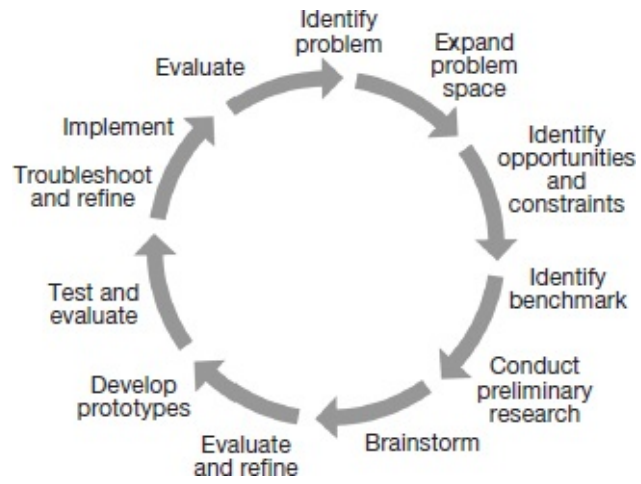 Identify
problem
Expand
problem
space
Identify
opportunities
and
constraints
Identify
benchmark
Conduct
preliminary
research
Brainstorm
Evaluate
and refine
Develop
prototypes
Test and
evaluate
Troubleshoot
and refine
Implement
Evaluate